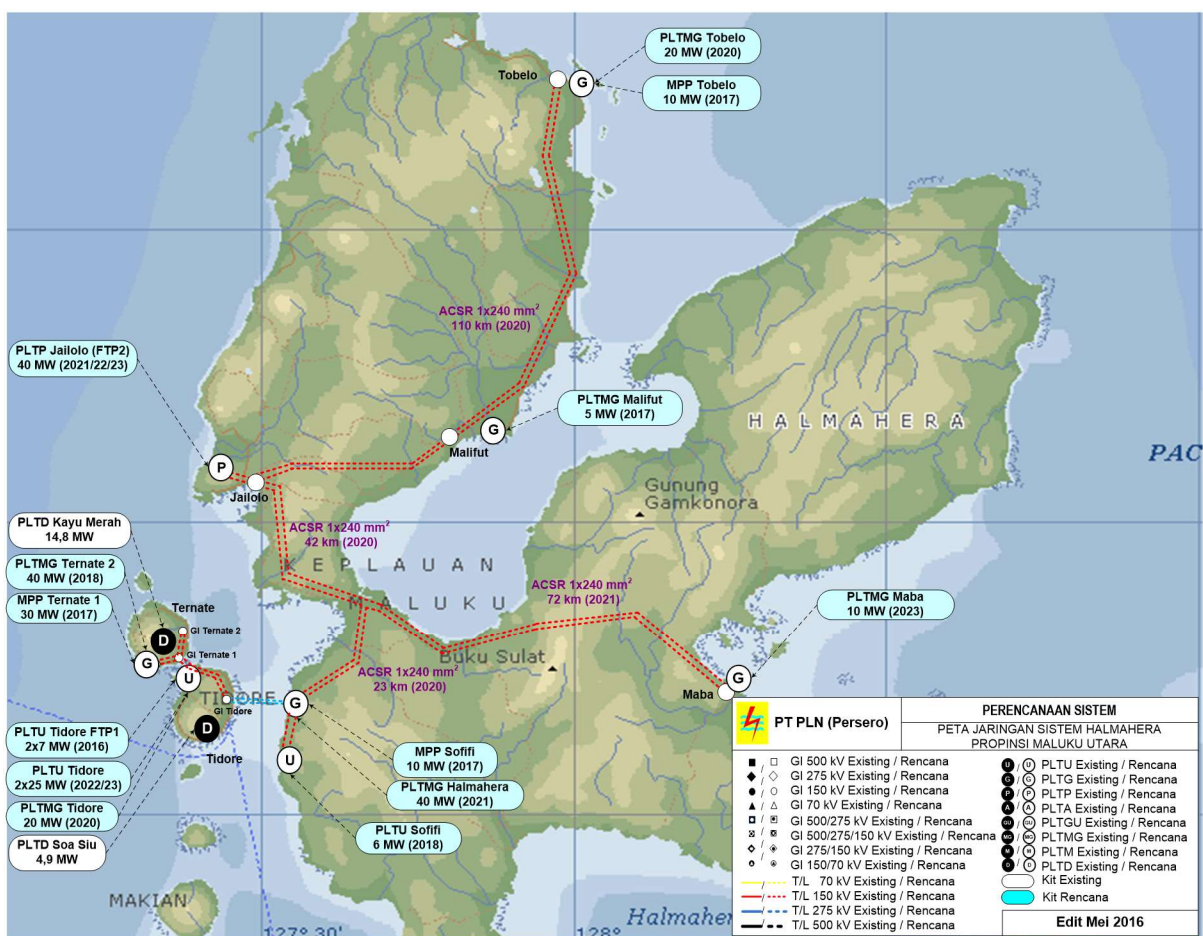 PLTMG Tobelo
20 MW (2020)
Tobelo
MPP Tobelo
10 MW (2017)
G
ACSR 1x240 mm²
110 km (2020)
PLTP Jailolo (FTP2)
40 MW (2021/22/23)
PLTMG Malifut
5 MW (2017)
G
Malifut
HALMAHERA
PAC
P
Jailolo
Gunung
Gamkonora
PLTD Kayu Merah
14,8 MW
ACSR 1x240 mm²
42 km (2020)
KEPLAUAN
MALUKU
PLTMG Ternate 2
40 MW (2018)
MPP Ternate 1
30 MW (2017)
ACSR 1x240 mm²
72 km (2021)
PLTMG Maba
10 MW (2023)
Ternate
GI Ternate 2
D
GI Ternate 1
G
U
TIDORE
GI Tidore
D
Tidore
Buku Sulat
ACSR 1x240 mm²
23 km (2020)
G
U
Maba
G
PLTU Tidore FTP1
2x7 MW (2016)
PLTU Tidore
2x25 MW (2022/23)
PLTMG Tidore
20 MW (2020)
PLTD Soa Siu
4,9 MW
MPP Sofifi
10 MW (2017)
PLTMG Halmahera
40 MW (2021)
PLTU Sofifi
6 MW (2018)
MAKIAN
127° 30'
128°
Halmaher
PT PLN (Persero)
PERENCANAAN SISTEM
PETA JARINGAN SISTEM HALMAHERA
PROPINSI MALUKU UTARA
/ GI 500 kV Existing / Rencana
/ GI 275 kV Existing / Rencana
/ GI 150 kV Existing / Rencana
/ GI 70 kV Existing / Rencana
/ GI 500/275 kV Existing / Rencana
/ GI 500/275/150 kV Existing / Rencana
/ GI 275/150 kV Existing / Rencana
/ GI 150/70 kV Existing / Rencana
/ T/L 70 kV Existing / Rencana
/ T/L 150 kV Existing / Rencana
/ T/L 275 kV Existing / Rencana
/ T/L 500 kV Existing / Rencana
U / U PLTU Existing / Rencana
G / G PLTG Existing / Rencana
P / P PLTP Existing / Rencana
A / A PLTA Existing / Rencana
GU / GU PLTGU Existing / Rencana
MG / MG PLTMG Existing / Rencana
M / M PLTM Existing / Rencana
D / D PLTD Existing / Rencana
Kit Existing
Kit Rencana
Edit Mei 2016